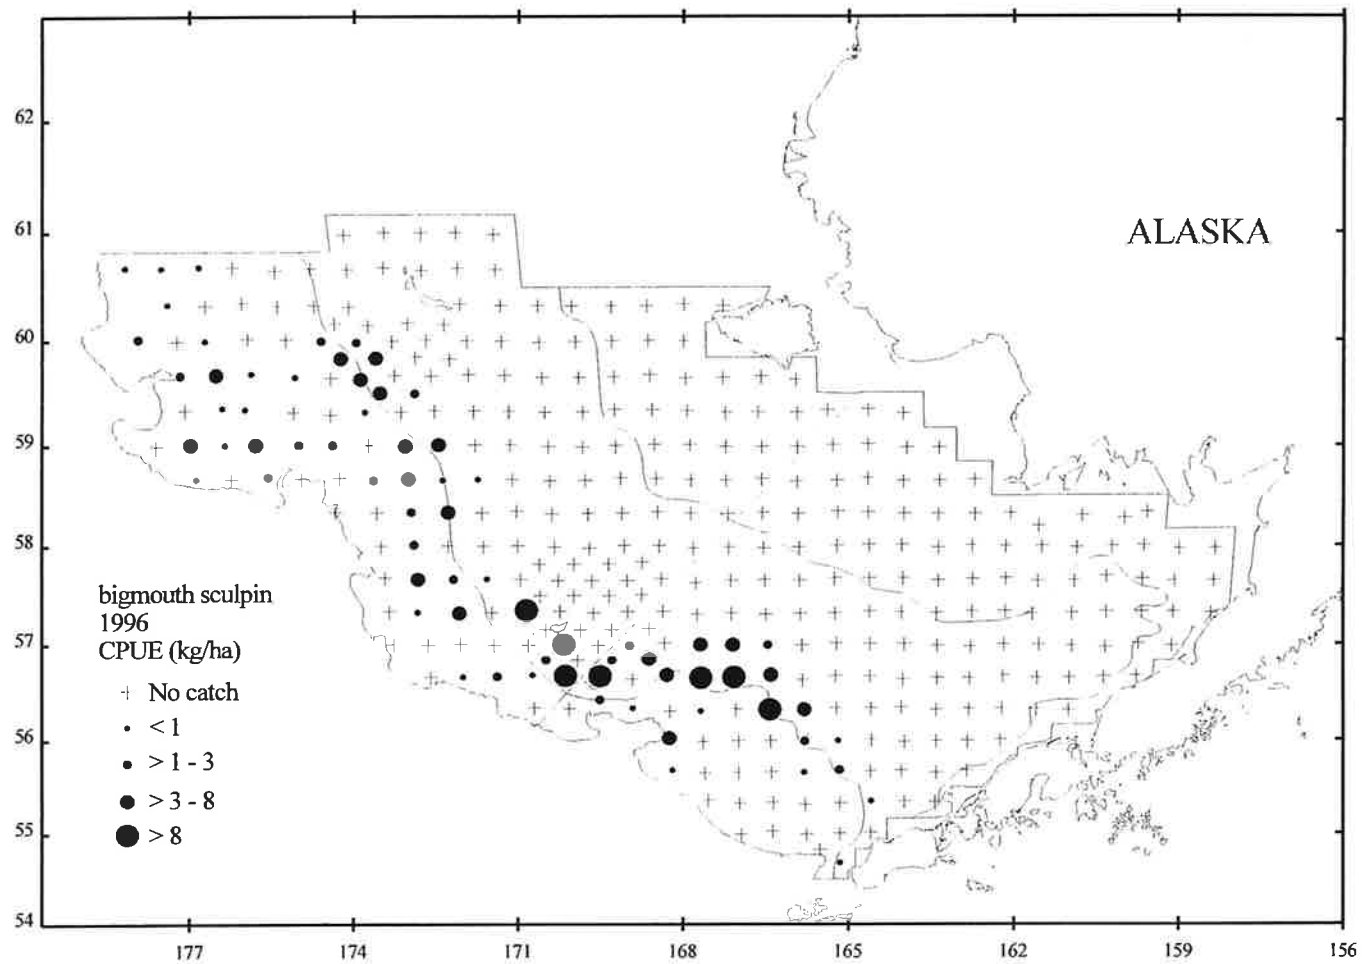 62
61
ALASKA
60
59
58
bigmouth sculpin
1996
57
CPUE (kg/ha)
+ No catch
< 1
56
> 1 - 3
> 3 - 8
55
> 8
54
177 174 171 168 165 162 159 156